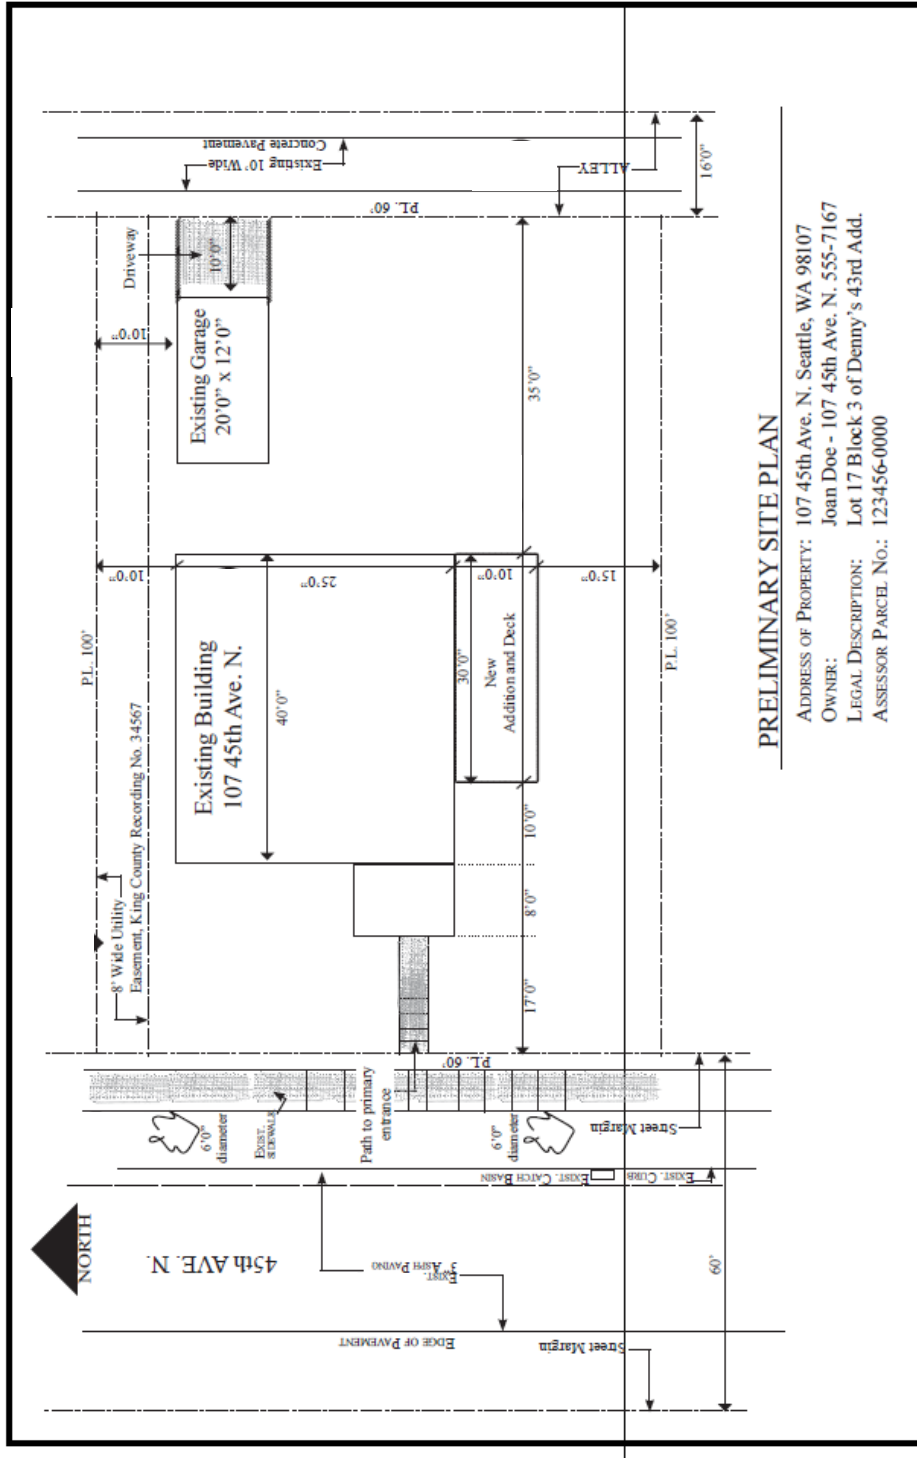 Existing 10' Wide
Concrete Pavement
ALLEY
16'0"
P.L. 60'
Driveway
10'0"
10'0"
Existing Garage
20'0" x 12'0"
35'0"
P.L. 100'
10'0"
25'0"
10'0"
15'0"
P.L. 100'
Existing Building
107 45th Ave. N.
40'0"
30'0"
New
Addition and Deck
8' Wide Utility
Easement, King County Recording No. 34567
10'0"
8'0"
17'0"
P.L. 60'
6'0"
diameter
EXIST.
SIDEWALK
Path to primary
entrance
6'0"
diameter
Street Margin
EXIST. CATCH BASIN
EXIST. CURB
NORTH
45th AVE. N.
EXIST.
3" ASPH PAVING
60'
EDGE OF PAVEMENT
Street Margin
PRELIMINARY SITE PLAN
ADDRESS OF PROPERTY: 107 45th Ave. N. Seattle, WA 98107
OWNER: Joan Doe - 107 45th Ave. N. 555-7167
LEGAL DESCRIPTION: Lot 17 Block 3 of Denny's 43rd Add.
ASSESSOR PARCEL NO.: 123456-0000